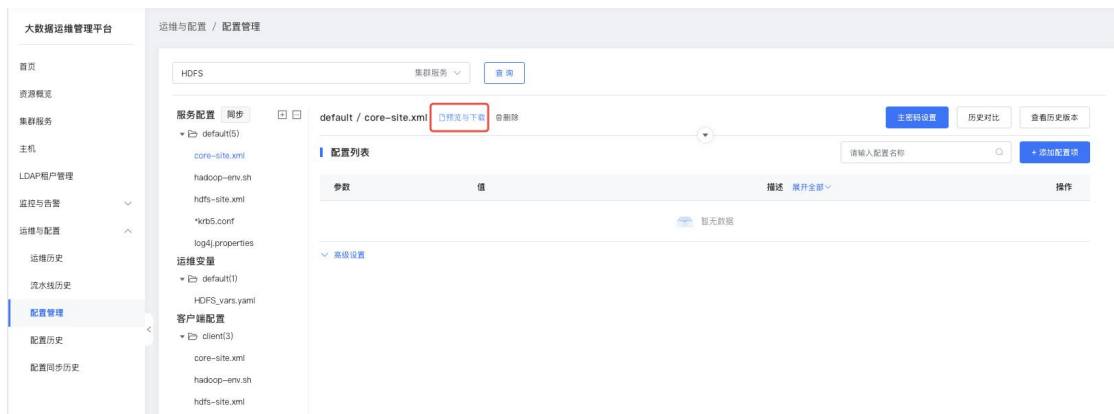 大数据运维管理平台
首页
资源概览
集群服务
主机
LDAP租户管理
监控与告警
运维与配置
运维历史
流水线历史
配置管理
配置历史
配置同步历史
运维与配置 / 配置管理
HDFS 集群服务 查 询
服务配置 同步
default(5)
core-site.xml
hadoop-env.sh
hdfs-site.xml
*krb5.conf
log4j.properties
运维变量
default(1)
HDFS_vars.yaml
客户端配置
client(3)
core-site.xml
hadoop-env.sh
hdfs-site.xml
default / core-site.xml 预览与下载 删除 主密码设置 历史对比 查看历史版本
配置列表 请输入配置名称 + 添加配置项
参数 值 描述 展开全部 操作
暂无数据
高级设置